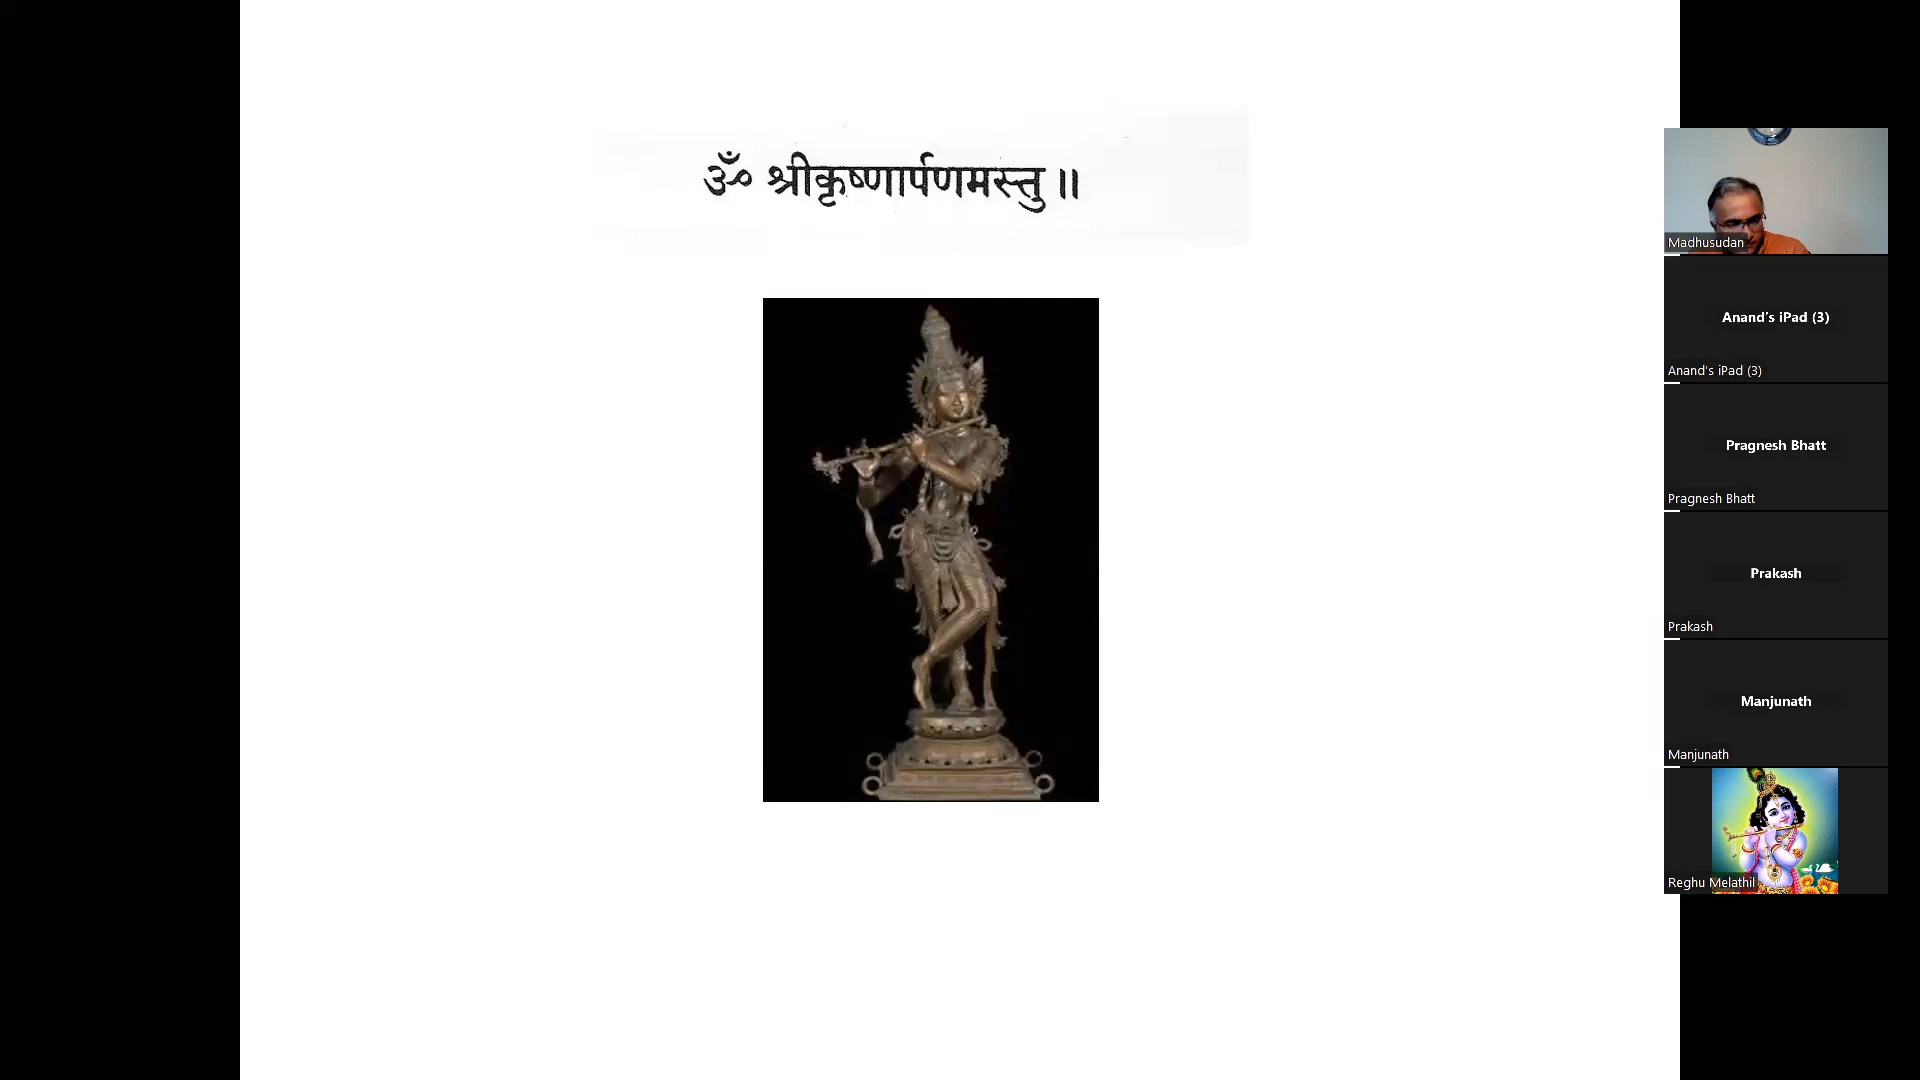 ॐ श्रीकृष्णार्पणमस्तु ॥
Madhusudan
Anand's iPad (3)
Anand's iPad (3)
Pragnesh Bhatt
Pragnesh Bhatt
Prakash
Prakash
Manjunath
Manjunath
Reghu Melathil